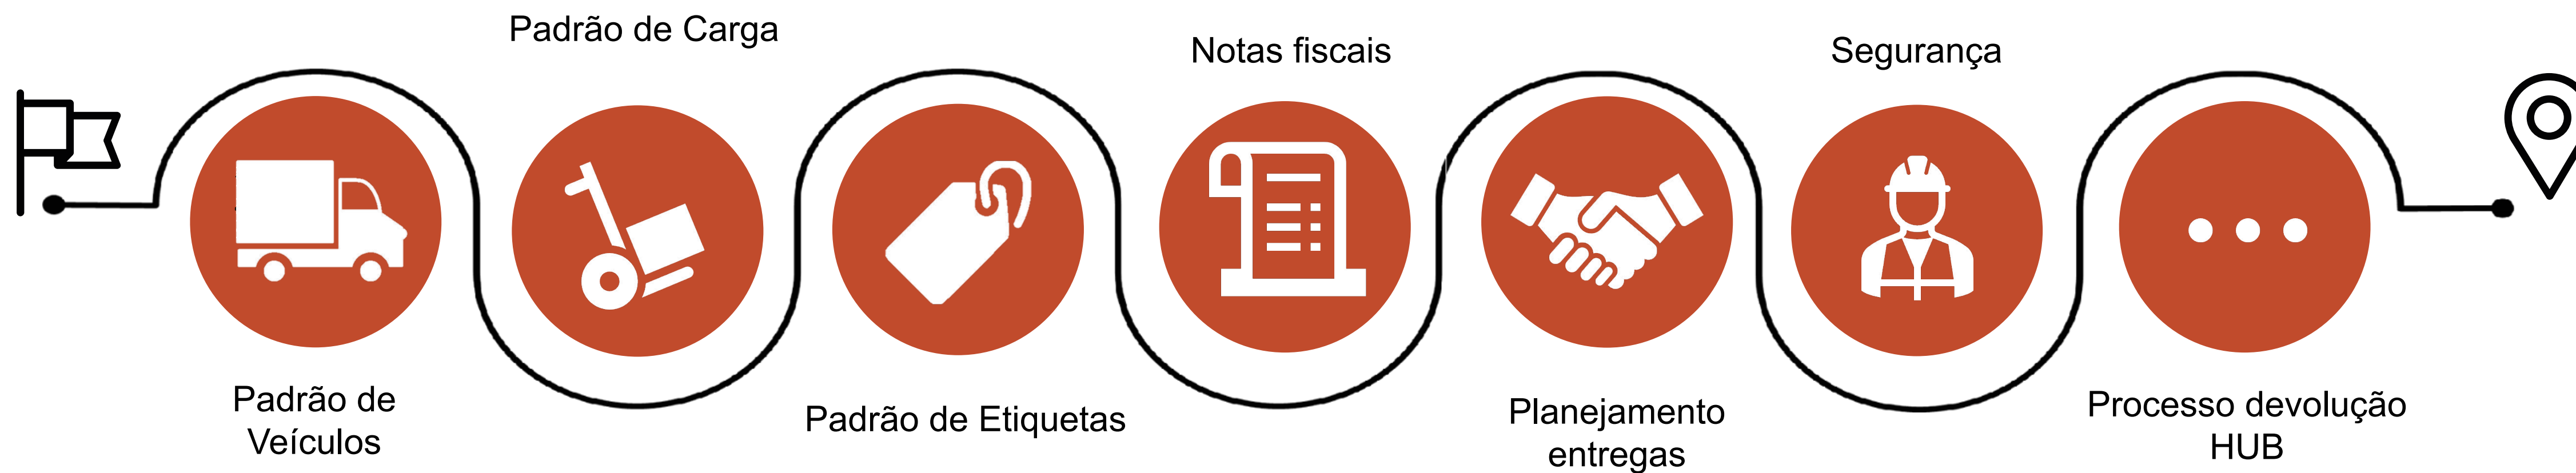 Padrão de
Veículos
Padrão de Carga
Padrão de Etiquetas
Notas fiscais
Planejamento
entregas
Segurança
Processo devolução
HUB